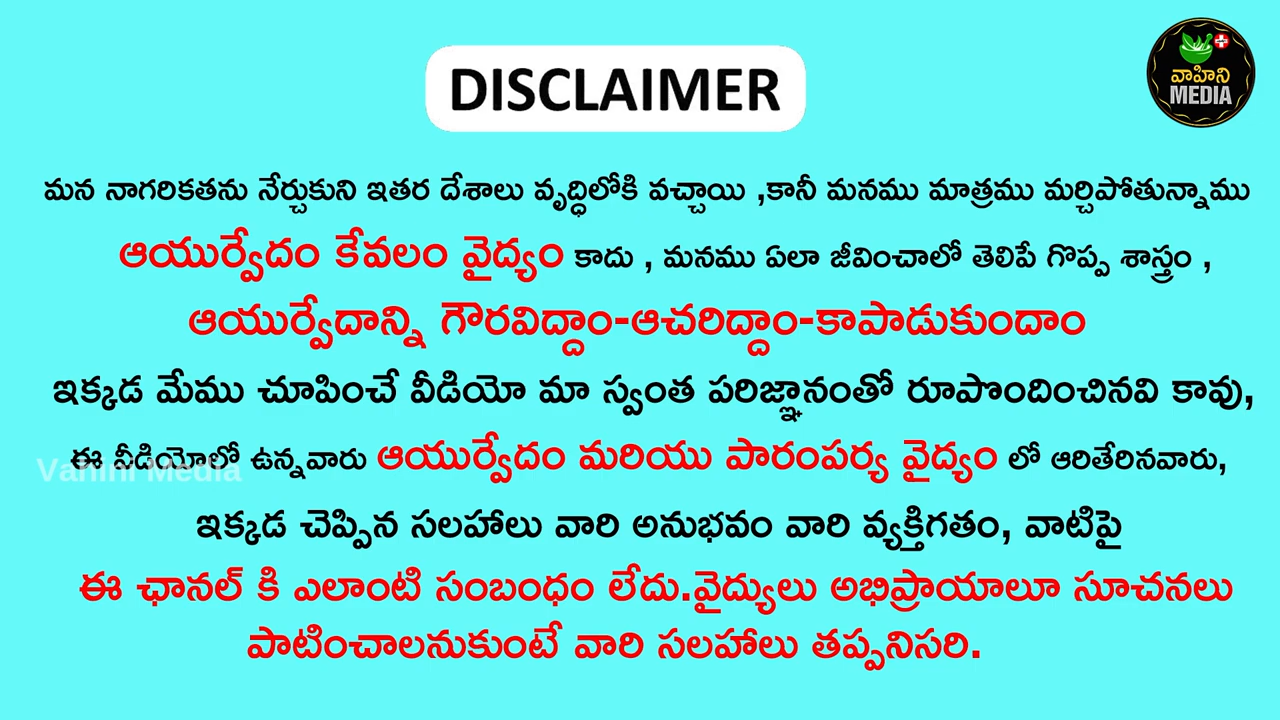 DISCLAIMER
వాహిని
MEDIA
మన నాగరికతను నేర్చుకుని ఇతర దేశాలు వృద్ధిలోకి వచ్చాయి ,కానీ మనము మాత్రము మర్చిపోతున్నాము
ఆయుర్వేదం కేవలం వైద్యం కాదు , మనము ఏలా జీవించాలో తెలిపే గొప్ప శాస్త్రం ,
ఆయుర్వేదాన్ని గౌరవిద్దాం-ఆచరిద్దాం-కాపాడుకుందాం
ఇక్కడ మేము చూపించే వీడియో మా స్వంత పరిజ్ఞానంతో రూపొందించినవి కావు,
ఈ వీడియోలో ఉన్నవారు ఆయుర్వేదం మరియు పారంపర్య వైద్యం లో ఆరితేరినవారు,
Vahini Media
ఇక్కడ చెప్పిన సలహాలు వారి అనుభవం వారి వ్యక్తిగతం, వాటిపై
ఈ ఛానల్ కి ఎలాంటి సంబంధం లేదు.వైద్యులు అభిప్రాయాలూ సూచనలు
పాటించాలనుకుంటే వారి సలహాలు తప్పనిసరి.